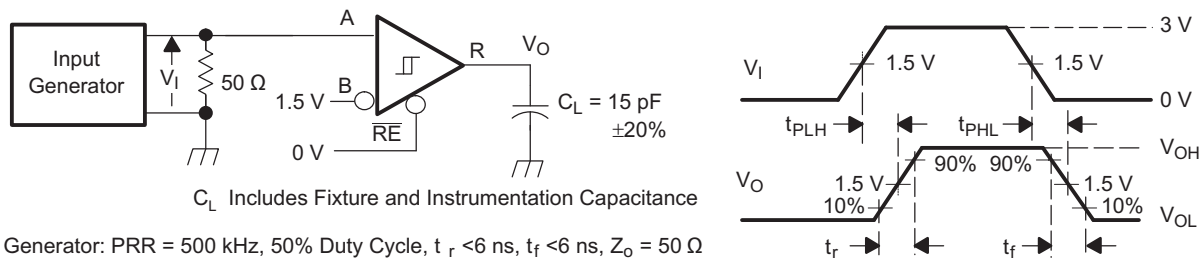 Input
Generator
V_I
50 Ω
A
B
1.5 V
0 V
R̅E̅
R
V_O
C_L = 15 pF
±20%
C_L Includes Fixture and Instrumentation Capacitance
Generator: PRR = 500 kHz, 50% Duty Cycle, t_r <6 ns, t_f <6 ns, Z_o = 50 Ω
3 V
V_I
1.5 V
1.5 V
0 V
t_PLH
t_PHL
V_OH
90%
90%
V_O
1.5 V
1.5 V
10%
10%
V_OL
t_r
t_f